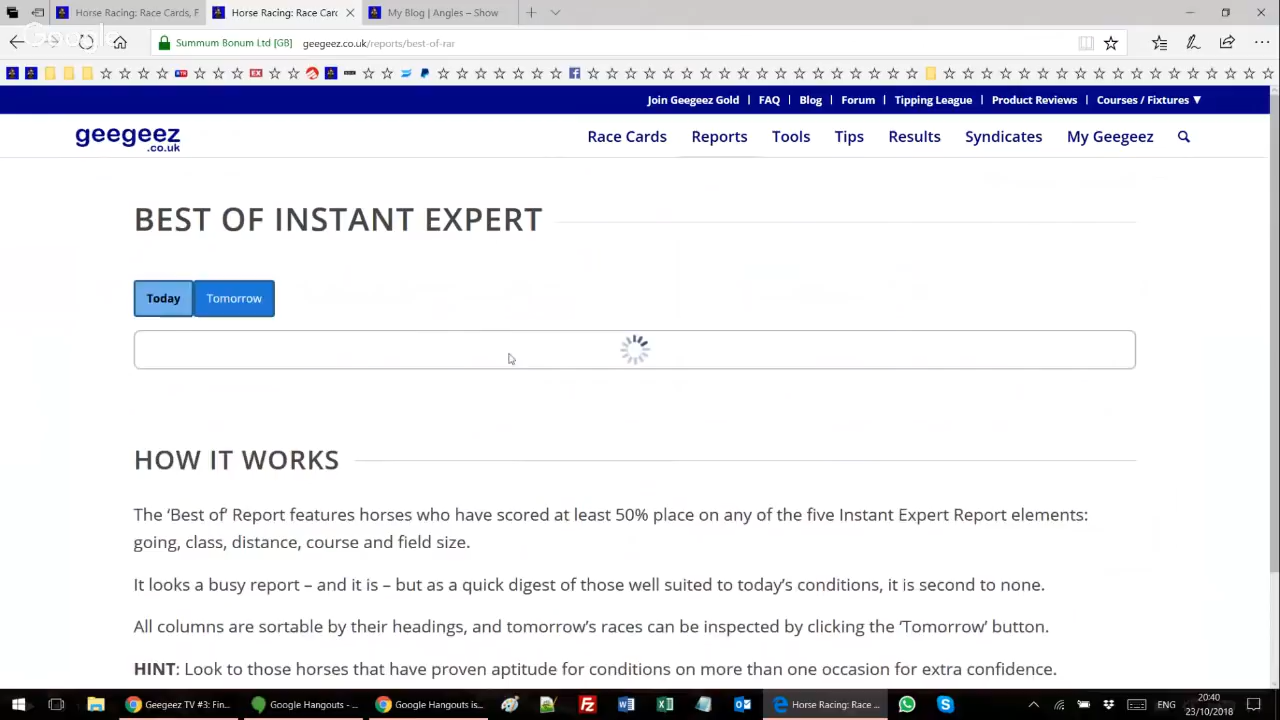 Horse Racing: Race Cards, F
Horse Racing: Race Card
My Blog | Angles – Show
Google
Summum Bonum Ltd [GB]
geegeez.co.uk/reports/best-of-rar
Join Geegeez Gold | FAQ | Blog | Forum | Tipping League | Product Reviews | Courses / Fixtures ▼
geegeez
.co.uk
Race Cards Reports Tools Tips Results Syndicates My Geegeez
BEST OF INSTANT EXPERT
Today Tomorrow
HOW IT WORKS
The ‘Best of’ Report features horses who have scored at least 50% place on any of the five Instant Expert Report elements:
going, class, distance, course and field size.
It looks a busy report – and it is – but as a quick digest of those well suited to today’s conditions, it is second to none.
All columns are sortable by their headings, and tomorrow’s races can be inspected by clicking the ‘Tomorrow’ button.
HINT: Look to those horses that have proven aptitude for conditions on more than one occasion for extra confidence.
Geegeez TV #3: Fin...
Google Hangouts - ...
Google Hangouts is...
Horse Racing: Race ...
ENG
20:40
23/10/2018